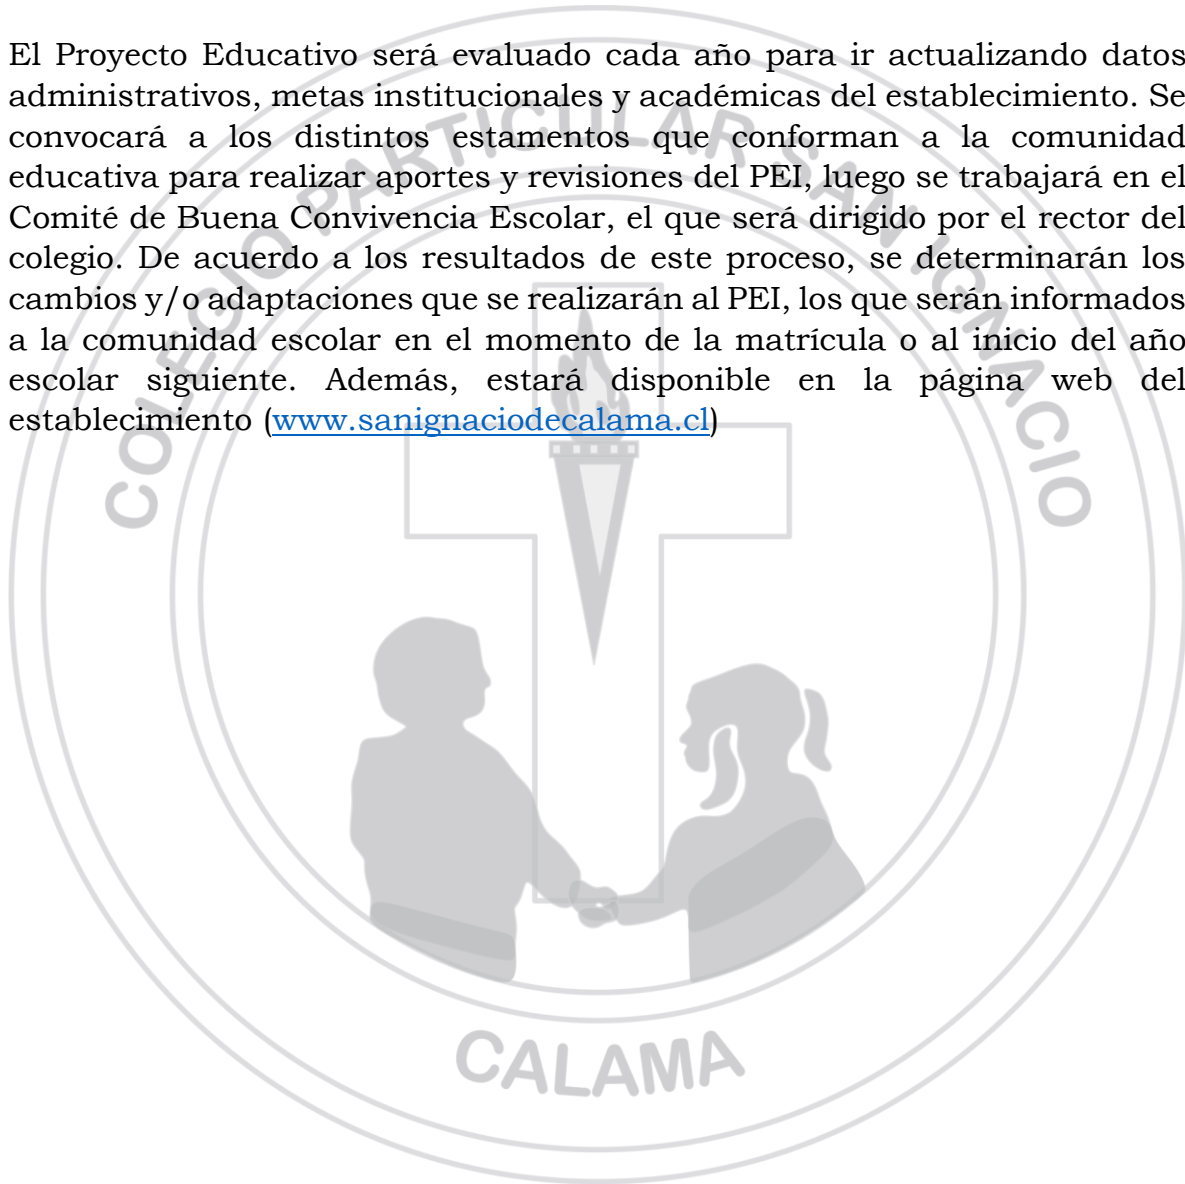 El Proyecto Educativo será evaluado cada año para ir actualizando datos
administrativos, metas institucionales y académicas del establecimiento. Se
convocará a los distintos estamentos que conforman a la comunidad
educativa para realizar aportes y revisiones del PEI, luego se trabajará en el
Comité de Buena Convivencia Escolar, el que será dirigido por el rector del
colegio. De acuerdo a los resultados de este proceso, se determinarán los
cambios y/o adaptaciones que se realizarán al PEI, los que serán informados
a la comunidad escolar en el momento de la matrícula o al inicio del año
escolar siguiente. Además, estará disponible en la página web del
establecimiento (www.sanignaciodecalama.cl)
COLEGIO PARTICULAR SAN IGNACIO
CALAMA